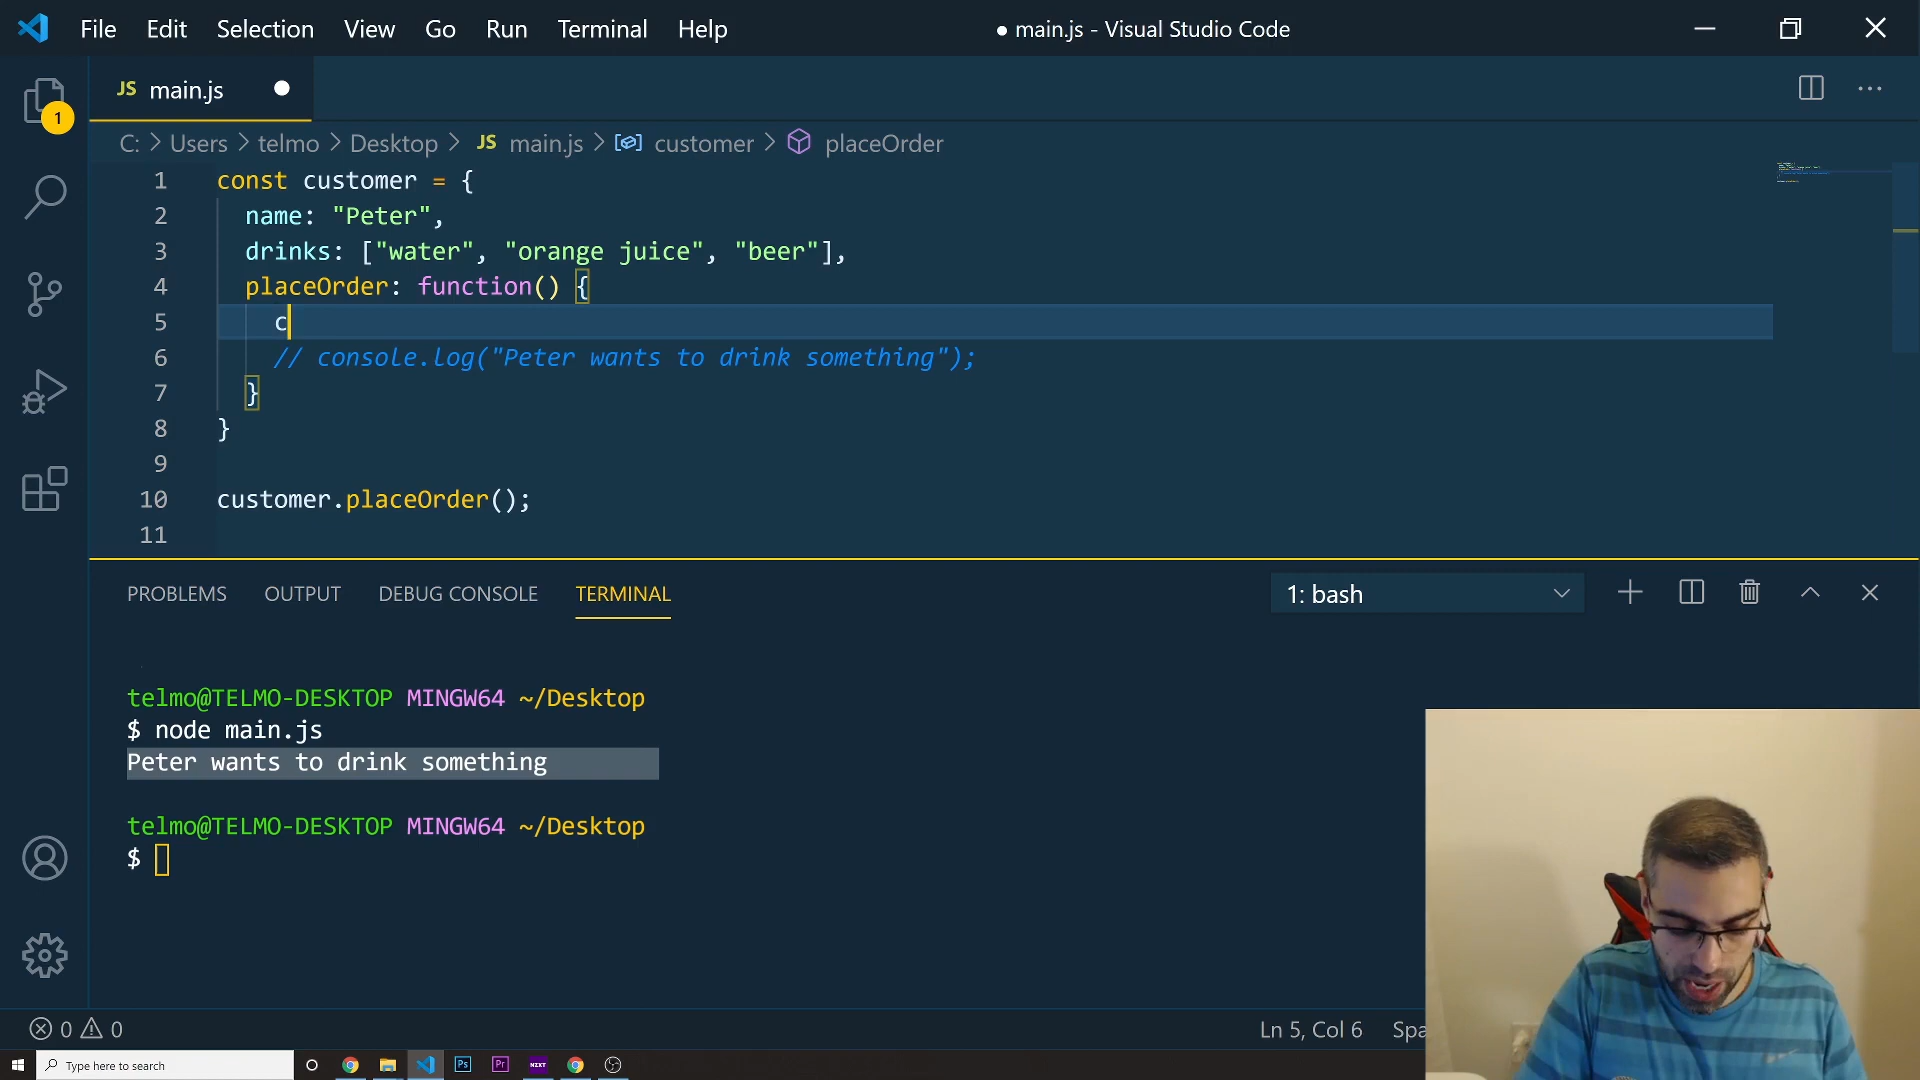 File Edit Selection View Go Run Terminal Help
● main.js - Visual Studio Code
JS main.js
1
C: > Users > telmo > Desktop > JS main.js > customer > placeOrder
1 const customer = {
2 name: "Peter",
3 drinks: ["water", "orange juice", "beer"],
4 placeOrder: function() {
5 c
6 // console.log("Peter wants to drink something");
7 }
8 }
9
10 customer.placeOrder();
11
PROBLEMS OUTPUT DEBUG CONSOLE TERMINAL 1: bash
telmo@TELMO-DESKTOP MINGW64 ~/Desktop
$ node main.js
Peter wants to drink something
telmo@TELMO-DESKTOP MINGW64 ~/Desktop
$
0 0 Ln 5, Col 6 Spa
Type here to search Ps Pr NZXT